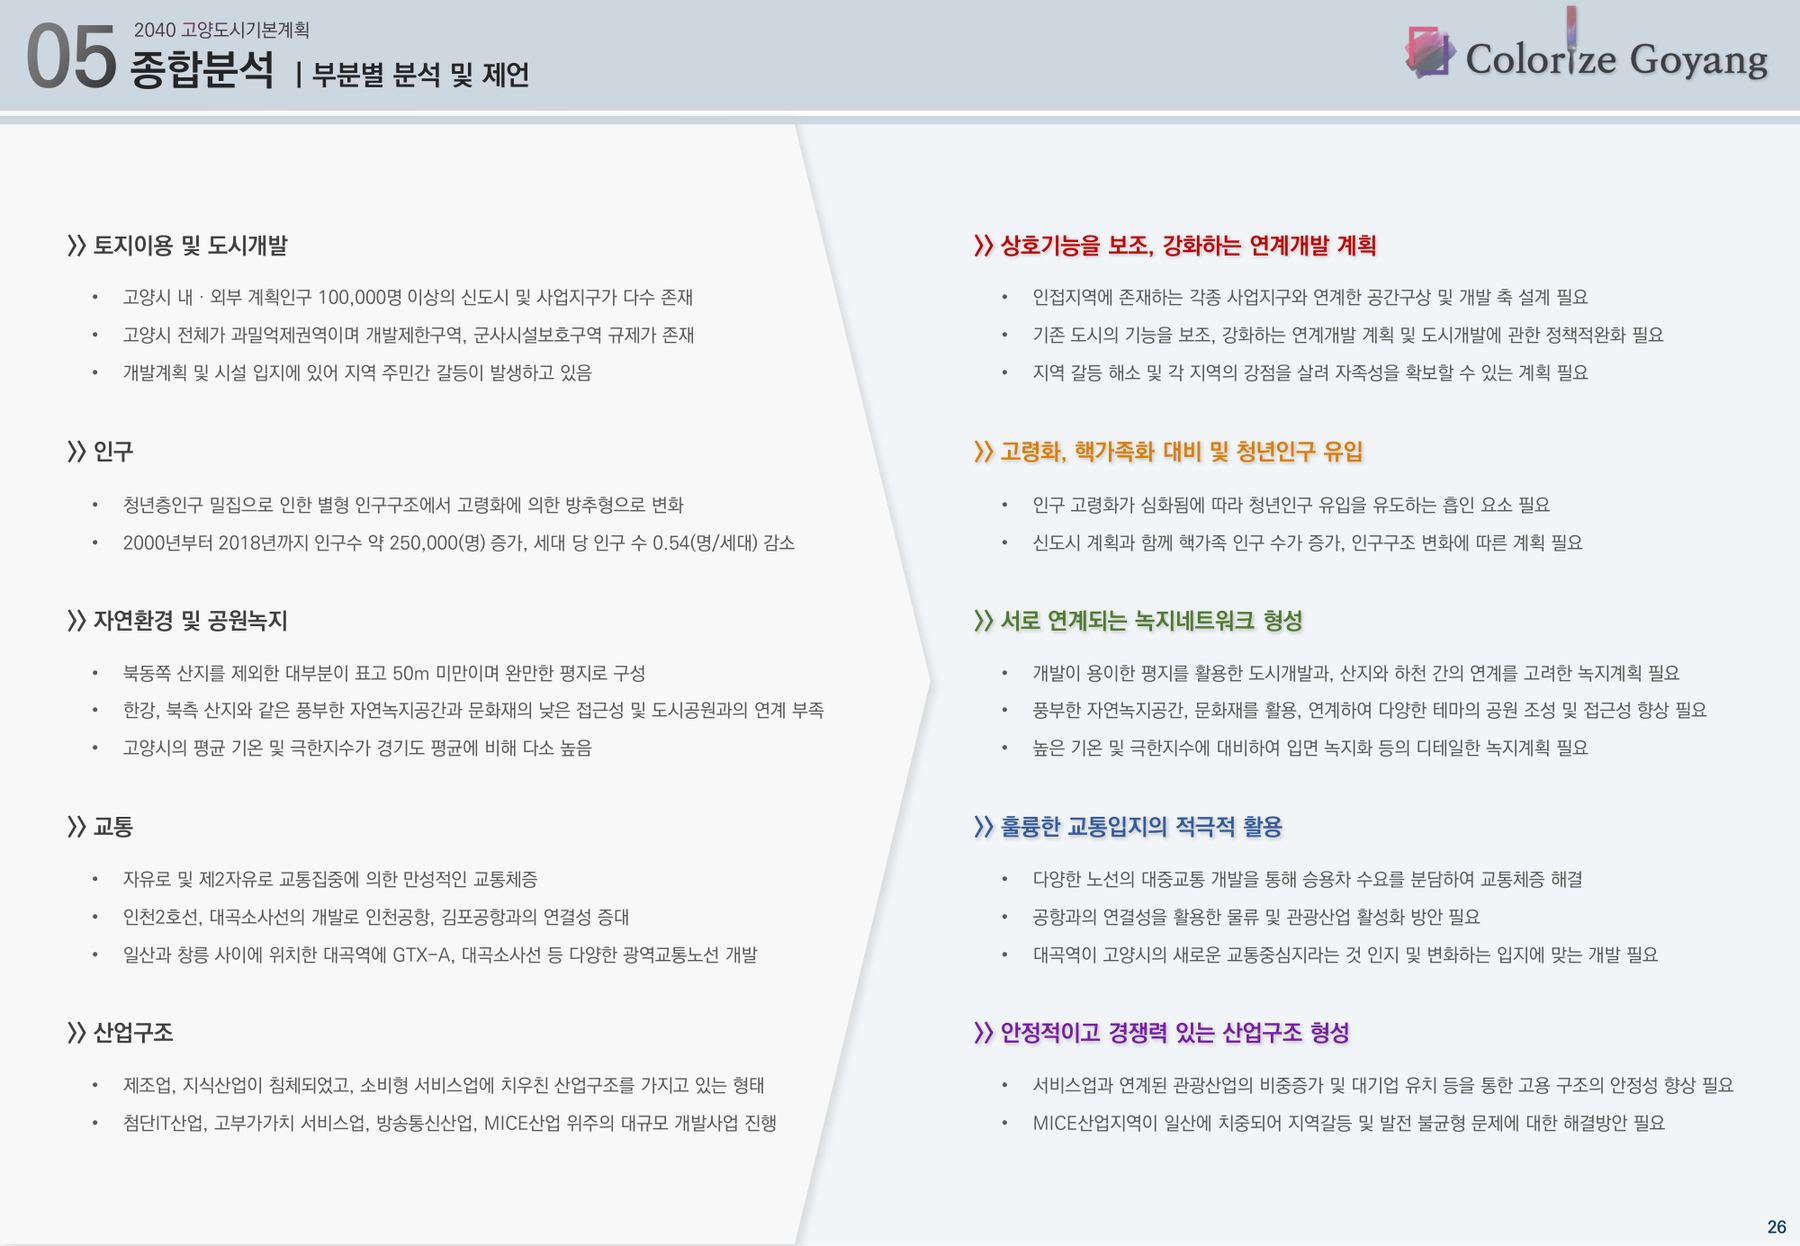 05
2040 고양도시기본계획
종합분석 | 부분별 분석 및 제언
Colorize Goyang
>> 토지이용 및 도시개발
• 고양시 내 · 외부 계획인구 100,000명 이상의 신도시 및 사업지구가 다수 존재
• 고양시 전체가 과밀억제권역이며 개발제한구역, 군사시설보호구역 규제가 존재
• 개발계획 및 시설 입지에 있어 지역 주민간 갈등이 발생하고 있음
>> 인구
• 청년층인구 밀집으로 인한 별형 인구구조에서 고령화에 의한 방추형으로 변화
• 2000년부터 2018년까지 인구수 약 250,000(명) 증가, 세대 당 인구 수 0.54(명/세대) 감소
>> 자연환경 및 공원녹지
• 북동쪽 산지를 제외한 대부분이 표고 50m 미만이며 완만한 평지로 구성
• 한강, 북측 산지와 같은 풍부한 자연녹지공간과 문화재의 낮은 접근성 및 도시공원과의 연계 부족
• 고양시의 평균 기온 및 극한지수가 경기도 평균에 비해 다소 높음
>> 교통
• 자유로 및 제2자유로 교통집중에 의한 만성적인 교통체증
• 인천2호선, 대곡소사선의 개발로 인천공항, 김포공항과의 연결성 증대
• 일산과 창릉 사이에 위치한 대곡역에 GTX-A, 대곡소사선 등 다양한 광역교통노선 개발
>> 산업구조
• 제조업, 지식산업이 침체되었고, 소비형 서비스업에 치우친 산업구조를 가지고 있는 형태
• 첨단IT산업, 고부가가치 서비스업, 방송통신산업, MICE산업 위주의 대규모 개발사업 진행
>> 상호기능을 보조, 강화하는 연계개발 계획
• 인접지역에 존재하는 각종 사업지구와 연계한 공간구상 및 개발 축 설계 필요
• 기존 도시의 기능을 보조, 강화하는 연계개발 계획 및 도시개발에 관한 정책적완화 필요
• 지역 갈등 해소 및 각 지역의 강점을 살려 자족성을 확보할 수 있는 계획 필요
>> 고령화, 핵가족화 대비 및 청년인구 유입
• 인구 고령화가 심화됨에 따라 청년인구 유입을 유도하는 흡인 요소 필요
• 신도시 계획과 함께 핵가족 인구 수가 증가, 인구구조 변화에 따른 계획 필요
>> 서로 연계되는 녹지네트워크 형성
• 개발이 용이한 평지를 활용한 도시개발과, 산지와 하천 간의 연계를 고려한 녹지계획 필요
• 풍부한 자연녹지공간, 문화재를 활용, 연계하여 다양한 테마의 공원 조성 및 접근성 향상 필요
• 높은 기온 및 극한지수에 대비하여 입면 녹지화 등의 디테일한 녹지계획 필요
>> 훌륭한 교통입지의 적극적 활용
• 다양한 노선의 대중교통 개발을 통해 승용차 수요를 분담하여 교통체증 해결
• 공항과의 연결성을 활용한 물류 및 관광산업 활성화 방안 필요
• 대곡역이 고양시의 새로운 교통중심지라는 것 인지 및 변화하는 입지에 맞는 개발 필요
>> 안정적이고 경쟁력 있는 산업구조 형성
• 서비스업과 연계된 관광산업의 비중증가 및 대기업 유치 등을 통한 고용 구조의 안정성 향상 필요
• MICE산업지역이 일산에 치중되어 지역갈등 및 발전 불균형 문제에 대한 해결방안 필요
26